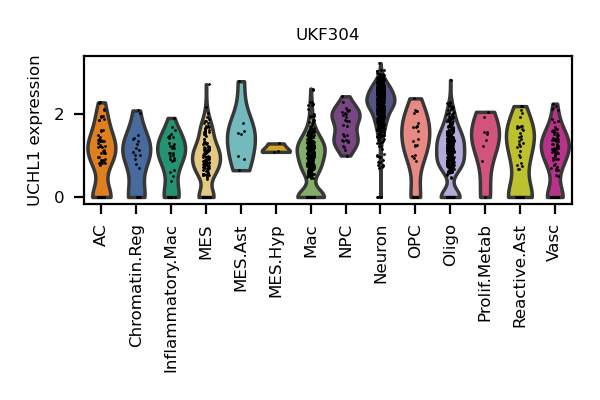 UKF304
UCHL1 expression
2
0
AC
Chromatin.Reg
Inflammatory.Mac
MES
MES.Ast
MES.Hyp
Mac
NPC
Neuron
OPC
Oligo
Prolif.Metab
Reactive.Ast
Vasc